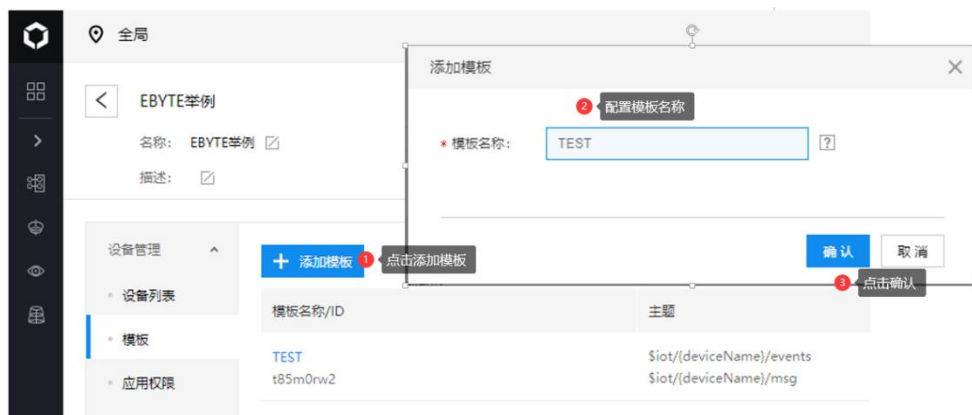 全局
添加模板
EBYTE举例
2 配置模板名称
名称: EBYTE举例
* 模板名称: TEST ?
描述:
设备管理
+ 添加模板 1 点击添加模板
确认 取消
3 点击确认
设备列表
模板名称/ID 主题
模板
TEST $iot/{deviceName}/events
t85m0rw2 $iot/{deviceName}/msg
应用权限